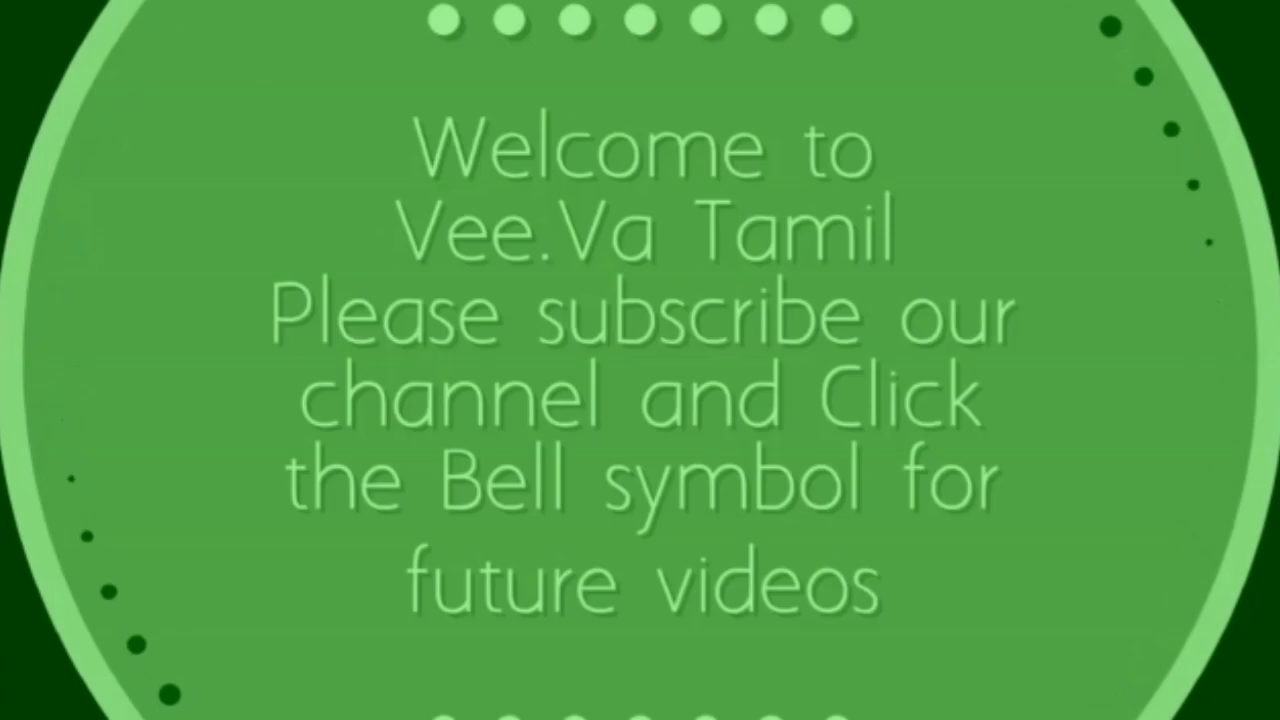 Welcome to
Vee.Va Tamil
Please subscribe our
channel and Click
the Bell symbol for
future videos